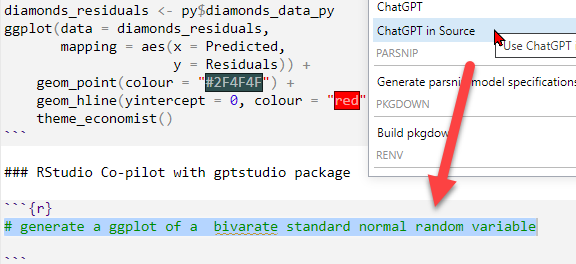 diamonds_residuals <- py$diamonds_data_py
ggplot(data = diamonds_residuals,
mapping = aes(x = Predicted,
y = Residuals)) +
geom_point(colour = "#2F4F4F") +
geom_hline(yintercept = 0, colour = "red"
theme_economist()
```
### RStudio Co-pilot with gptstudio package
```{r}
# generate a ggplot of a  bivarate standard normal random variable
```
ChatGPT
ChatGPT in Source
Use ChatGPT
PARSNIP
Generate parsnip model specifications
PKGDOWN
Build pkgdow
RENV